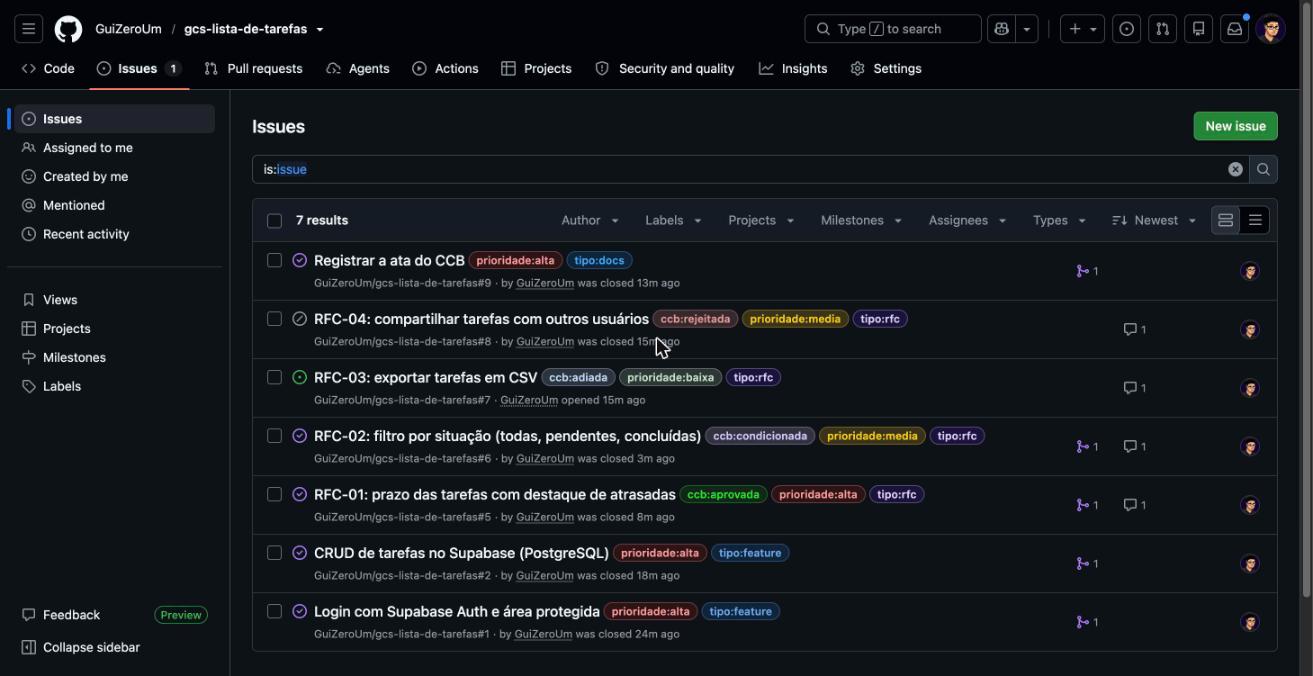 GuiZeroUm / gcs-lista-de-tarefas
Type / to search
Code
Issues 1
Pull requests
Agents
Actions
Projects
Security and quality
Insights
Settings
Issues
Assigned to me
Created by me
Mentioned
Recent activity
Views
Projects
Milestones
Labels
Feedback Preview
Collapse sidebar
Issues
New issue
is:issue
7 results
Author
Labels
Projects
Milestones
Assignees
Types
Newest
Registrar a ata do CCB prioridade:alta tipo:docs
GuiZeroUm/gcs-lista-de-tarefas#9 · by GuiZeroUm was closed 13m ago
1
RFC-04: compartilhar tarefas com outros usuários ccb:rejeitada prioridade:media tipo:rfc
GuiZeroUm/gcs-lista-de-tarefas#8 · by GuiZeroUm was closed 15m ago
1
RFC-03: exportar tarefas em CSV ccb:adiada prioridade:baixa tipo:rfc
GuiZeroUm/gcs-lista-de-tarefas#7 · GuiZeroUm opened 15m ago
1
RFC-02: filtro por situação (todas, pendentes, concluídas) ccb:condicionada prioridade:media tipo:rfc
GuiZeroUm/gcs-lista-de-tarefas#6 · by GuiZeroUm was closed 3m ago
1 1
RFC-01: prazo das tarefas com destaque de atrasadas ccb:aprovada prioridade:alta tipo:rfc
GuiZeroUm/gcs-lista-de-tarefas#5 · by GuiZeroUm was closed 8m ago
1 1
CRUD de tarefas no Supabase (PostgreSQL) prioridade:alta tipo:feature
GuiZeroUm/gcs-lista-de-tarefas#2 · by GuiZeroUm was closed 18m ago
1
Login com Supabase Auth e área protegida prioridade:alta tipo:feature
GuiZeroUm/gcs-lista-de-tarefas#1 · by GuiZeroUm was closed 24m ago
1